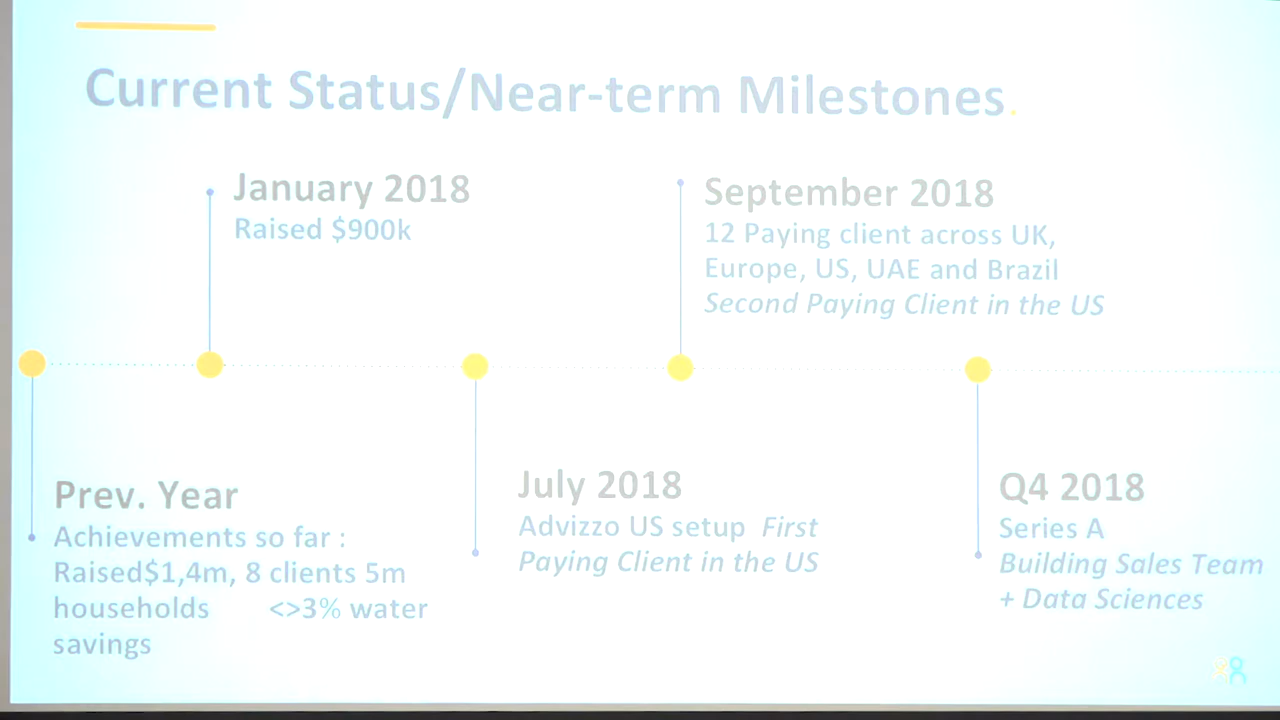 Current Status/Near-term Milestones.
January 2018
Raised $900k
September 2018
12 Paying client across UK,
Europe, US, UAE and Brazil
Second Paying Client in the US
Prev. Year
Achievements so far :
Raised$1,4m, 8 clients 5m
households <>3% water
savings
July 2018
Advizzo US setup First
Paying Client in the US
Q4 2018
Series A
Building Sales Team
+ Data Sciences